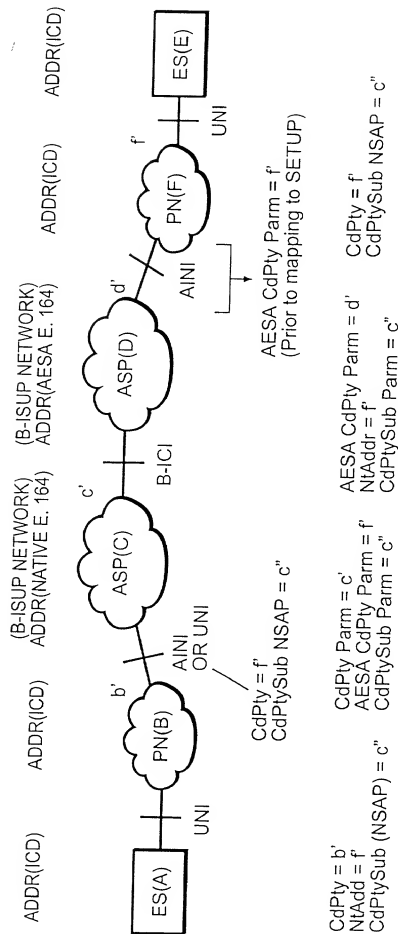 ADDR(ICD)
ADDR(ICD)
(B-ISUP NETWORK)
ADDR(NATIVE E. 164)
(B-ISUP NETWORK)
ADDR(AESA E. 164)
ADDR(ICD)
ADDR(ICD)
ES(A)
UNI
PN(B)
b'
AINI
OR UNI
ASP(C)
c'
B-ICI
ASP(D)
d'
AINI
PN(F)
f'
UNI
ES(E)
CdPty = f'
CdPtySub NSAP = c"
AESA CdPty Parm = f'
(Prior to mapping to SETUP)
CdPty = b'
NtAdd = f'
CdPtySub (NSAP) = c"
CdPty Parm = c'
AESA CdPty Parm = f'
CdPtySub Parm = c"
AESA CdPty Parm = d'
NtAddr = f'
CdPtySub Parm = c"
CdPty = f'
CdPtySub NSAP = c"